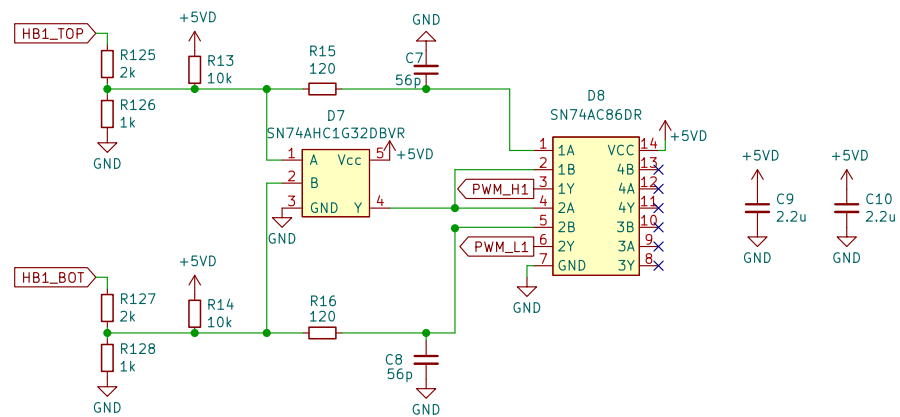 HB1_TOP
R125
2k
R126
1k
GND
+5VD
R13
10k
R15
120
GND
C7
56p
D7
SN74AHC1G32DBVR
1 A Vcc 5
+5VD
2 B
3 GND Y 4
GND
D8
SN74AC86DR
1 1A VCC 14
+5VD
2 1B 4B 13
PWM_H1
3 1Y 4A 12
4 2A 4Y 11
5 2B 3B 10
PWM_L1
6 2Y 3A 9
7 GND 3Y 8
GND
+5VD
C9
2.2u
GND
+5VD
C10
2.2u
GND
HB1_BOT
R127
2k
R128
1k
GND
+5VD
R14
10k
R16
120
C8
56p
GND